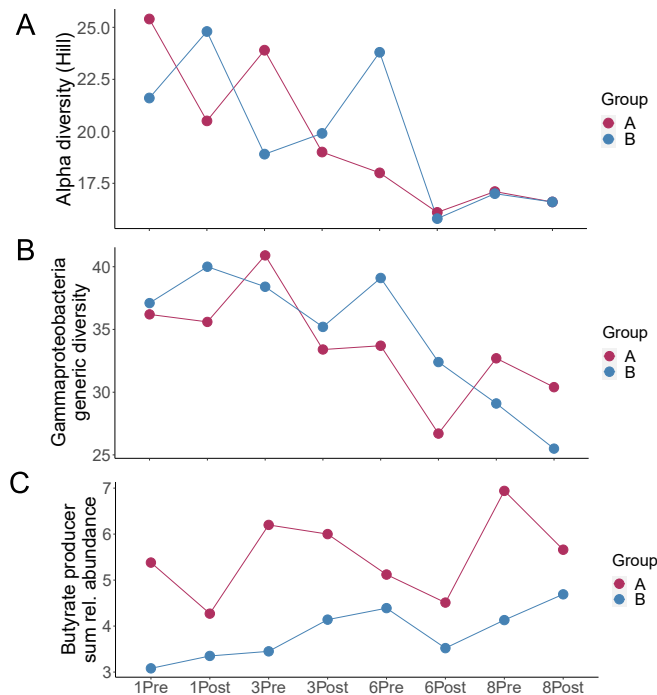 A
Alpha diversity (Hill)
25.0
22.5
20.0
17.5
Group
A
B
B
Gammaproteobacteria
generic diversity
40
35
30
25
Group
A
B
C
Butyrate producer
sum rel. abundance
7
6
5
4
3
Group
A
B
1Pre 1Post 3Pre 3Post 6Pre 6Post 8Pre 8Post